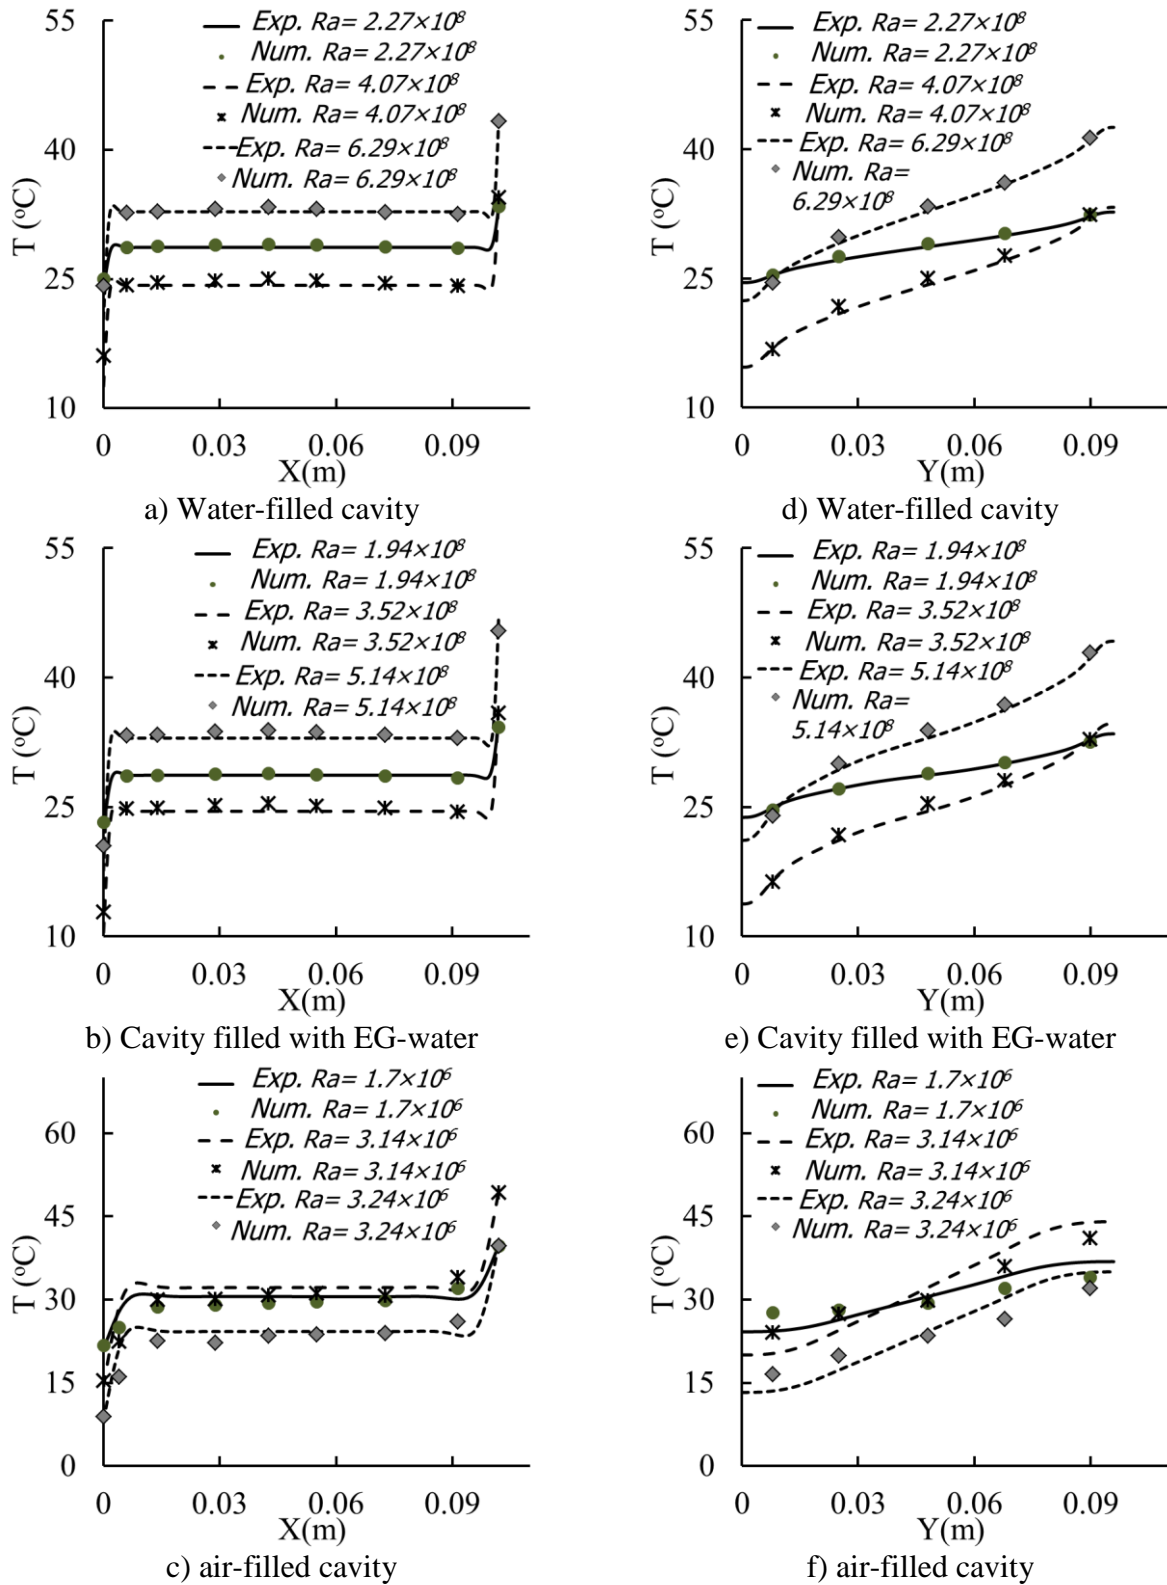 55
40
25
10
T (°C)
Exp. Ra= 2.27×10⁸
Num. Ra= 2.27×10⁸
Exp. Ra= 4.07×10⁸
Num. Ra= 4.07×10⁸
Exp. Ra= 6.29×10⁸
Num. Ra= 6.29×10⁸
0 0.03 0.06 0.09
X(m)
a) Water-filled cavity
55
40
25
10
T (°C)
Exp. Ra= 2.27×10⁸
Num. Ra= 2.27×10⁸
Exp. Ra= 4.07×10⁸
Num. Ra= 4.07×10⁸
Exp. Ra= 6.29×10⁸
Num. Ra=
6.29×10⁸
0 0.03 0.06 0.09
Y(m)
d) Water-filled cavity
55
40
25
10
T (°C)
Exp. Ra= 1.94×10⁸
Num. Ra= 1.94×10⁸
Exp. Ra= 3.52×10⁸
Num. Ra= 3.52×10⁸
Exp. Ra= 5.14×10⁸
Num. Ra= 5.14×10⁸
0 0.03 0.06 0.09
X(m)
b) Cavity filled with EG-water
55
40
25
10
T (°C)
Exp. Ra= 1.94×10⁸
Num. Ra= 1.94×10⁸
Exp. Ra= 3.52×10⁸
Num. Ra= 3.52×10⁸
Exp. Ra= 5.14×10⁸
Num. Ra=
5.14×10⁸
0 0.03 0.06 0.09
Y(m)
e) Cavity filled with EG-water
60
45
30
15
0
T (°C)
Exp. Ra= 1.7×10⁶
Num. Ra= 1.7×10⁶
Exp. Ra= 3.14×10⁶
Num. Ra= 3.14×10⁶
Exp. Ra= 3.24×10⁶
Num. Ra= 3.24×10⁶
0 0.03 0.06 0.09
X(m)
c) air-filled cavity
60
45
30
15
0
T (°C)
Exp. Ra= 1.7×10⁶
Num. Ra= 1.7×10⁶
Exp. Ra= 3.14×10⁶
Num. Ra= 3.14×10⁶
Exp. Ra= 3.24×10⁶
Num. Ra= 3.24×10⁶
0 0.03 0.06 0.09
Y(m)
f) air-filled cavity